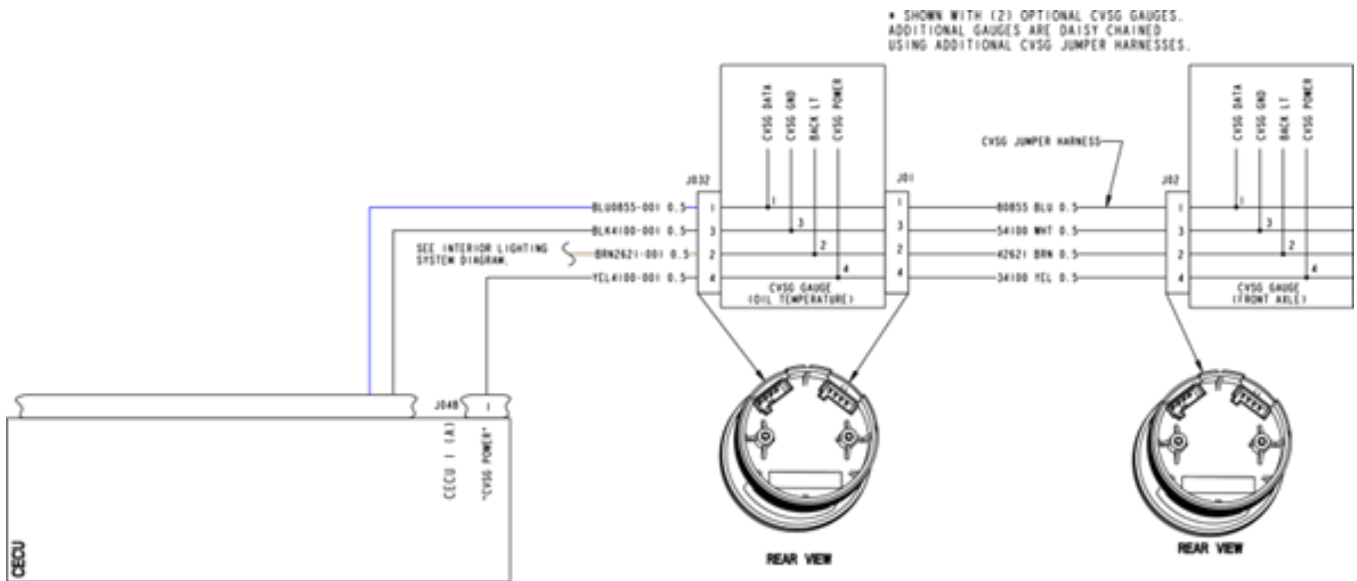 * SHOWN WITH (2) OPTIONAL CVSG GAUGES.
ADDITIONAL GAUGES ARE DAISY CHAINED
USING ADDITIONAL CVSG JUMPER HARNESSES.
CVSG DATA
CVSG GND
BACK LT
CVSG POWER
CVSG DATA
CVSG GND
BACK LT
CVSG POWER
CVSG JUMPER HARNESS
J032
J01
J02
BLU0855-001 0.5
1
1
1
80855 BLU 0.5
1
1
BLK4100-001 0.5
3
3
3
54100 WHT 0.5
3
3
SEE INTERIOR LIGHTING
SYSTEM DIAGRAM.
BRN2621-001 0.5
2
2
2
42621 BRN 0.5
2
2
YEL4100-001 0.5
4
4
4
34100 YEL 0.5
4
4
CVSG GAUGE
(OIL TEMPERATURE)
CVSG GAUGE
(FRONT AXLE)
J04B
1
CECU 1 (A)
"CVSG POWER"
CECU
REAR VIEW
REAR VIEW